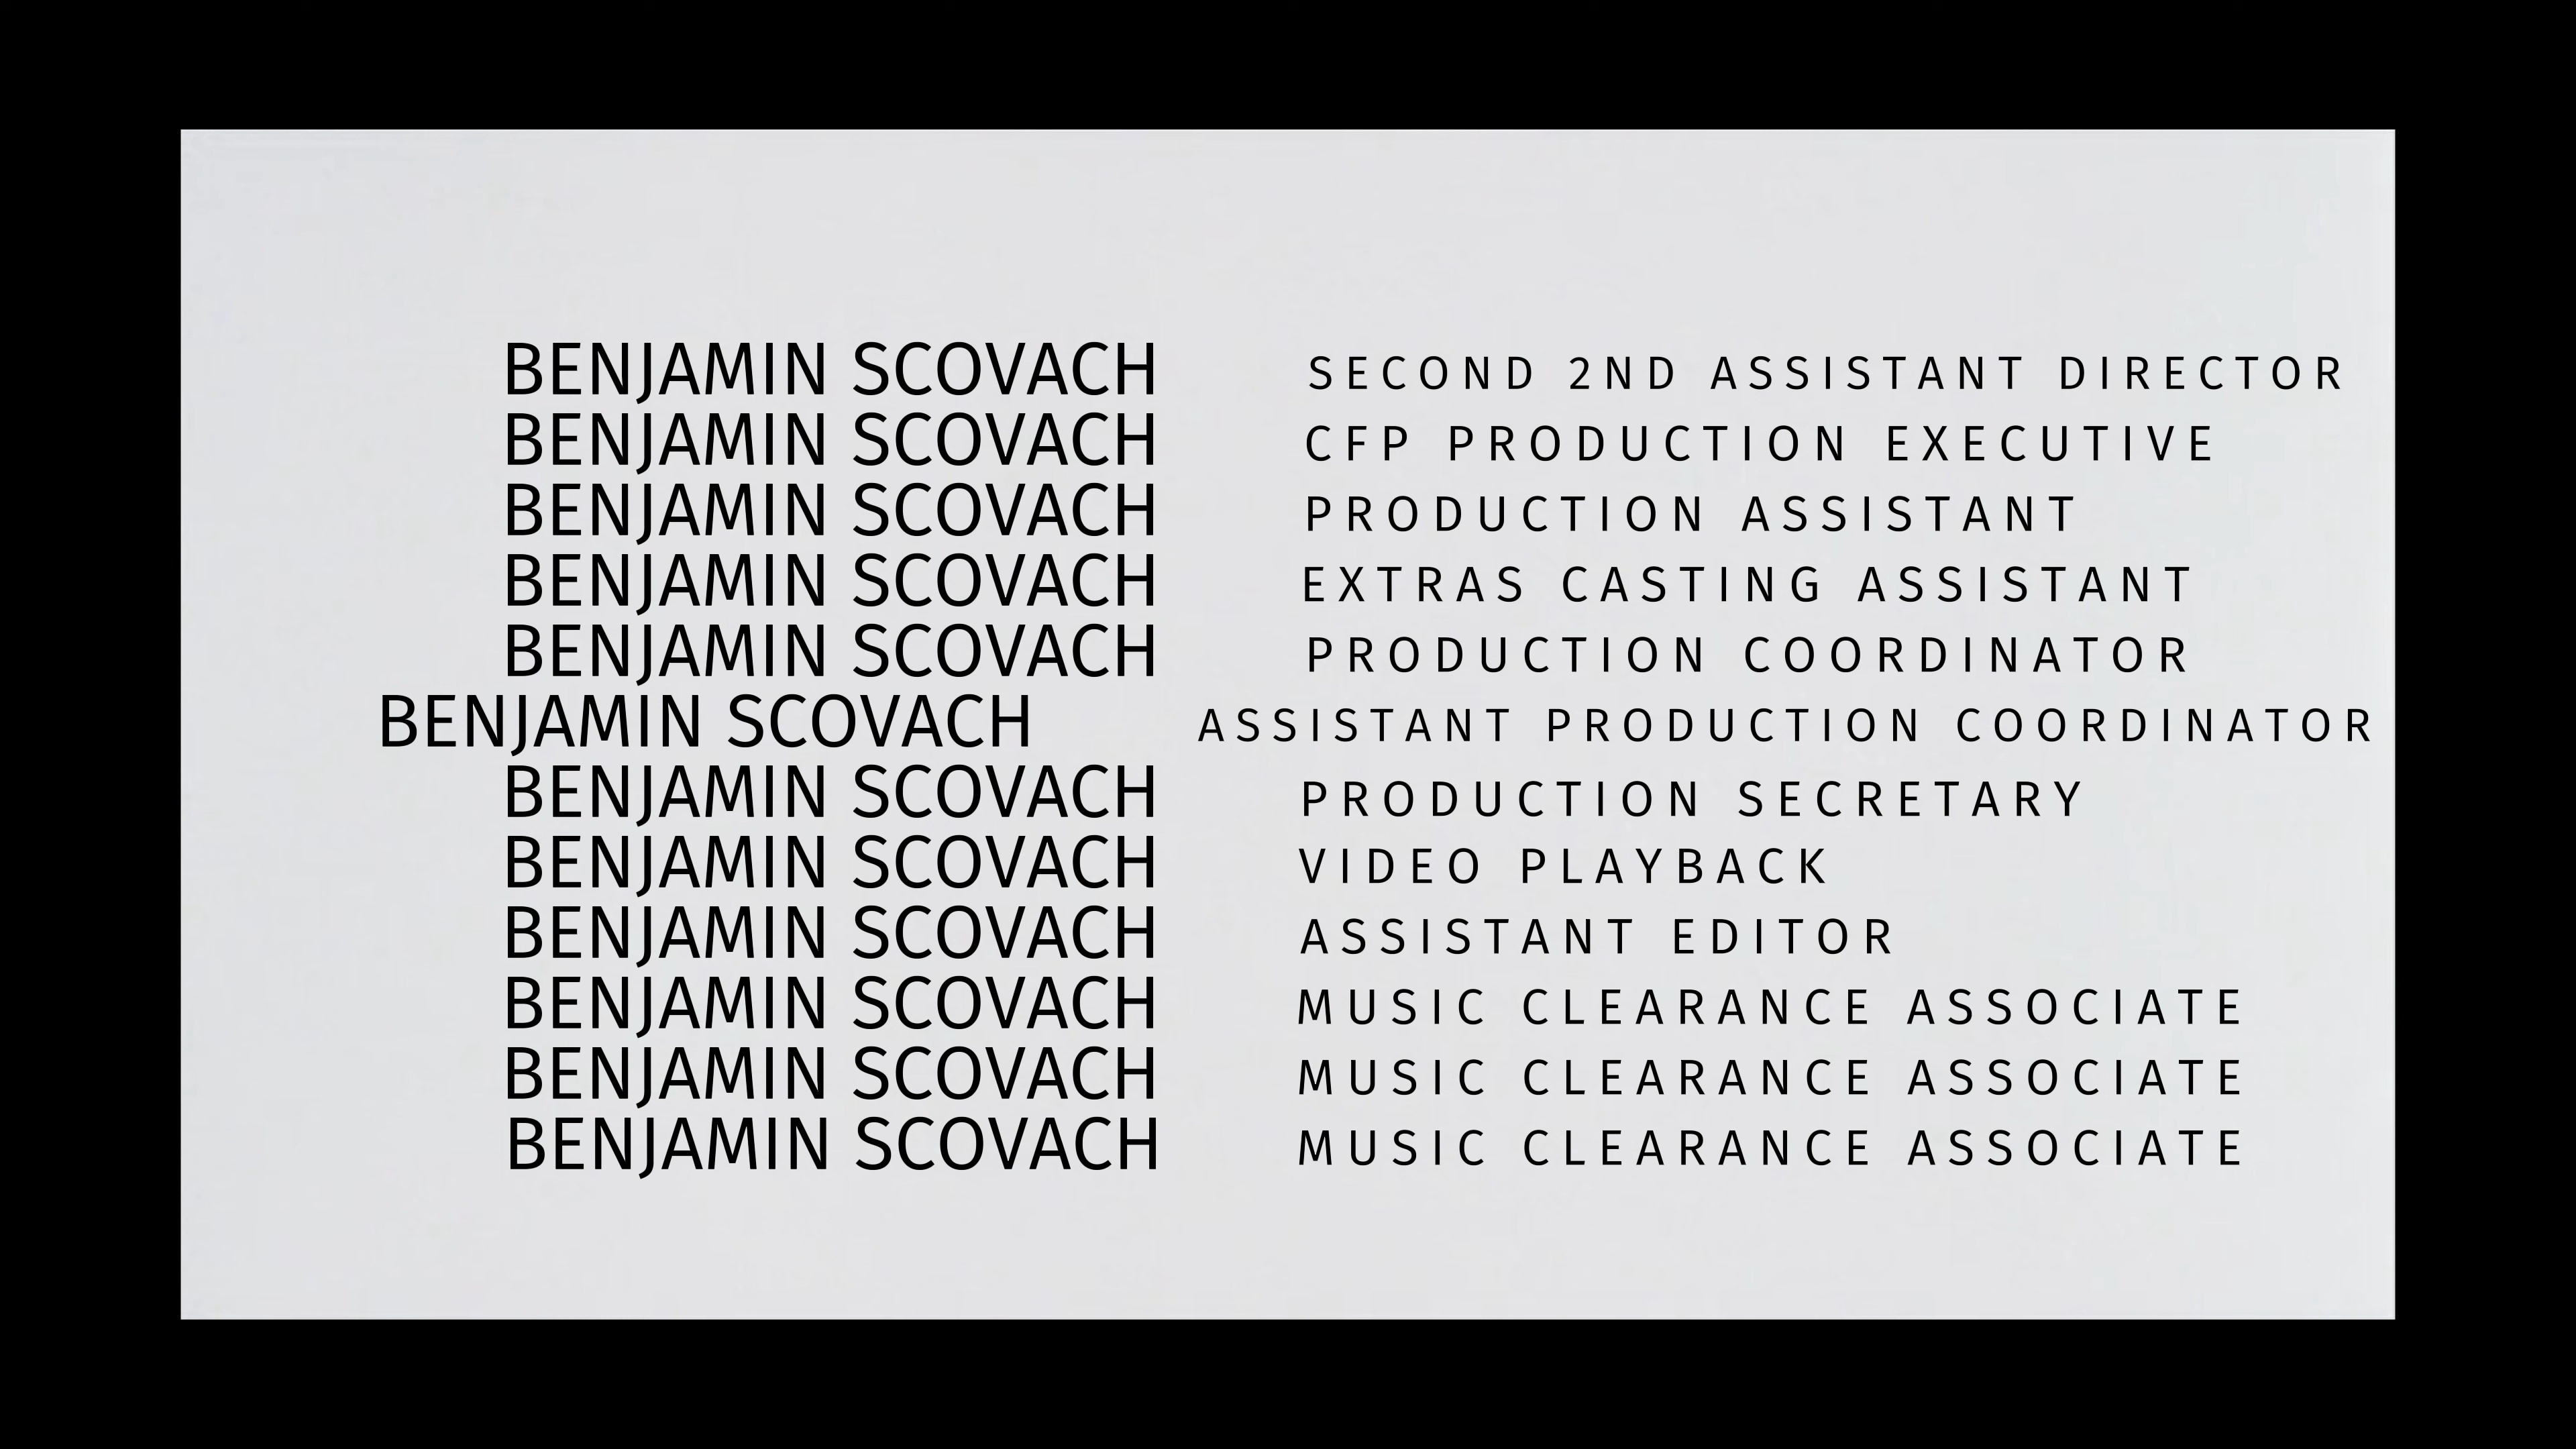 BENJAMIN SCOVACH SECOND 2ND ASSISTANT DIRECTOR
BENJAMIN SCOVACH CFP PRODUCTION EXECUTIVE
BENJAMIN SCOVACH PRODUCTION ASSISTANT
BENJAMIN SCOVACH EXTRAS CASTING ASSISTANT
BENJAMIN SCOVACH PRODUCTION COORDINATOR
BENJAMIN SCOVACH ASSISTANT PRODUCTION COORDINATOR
BENJAMIN SCOVACH PRODUCTION SECRETARY
BENJAMIN SCOVACH VIDEO PLAYBACK
BENJAMIN SCOVACH ASSISTANT EDITOR
BENJAMIN SCOVACH MUSIC CLEARANCE ASSOCIATE
BENJAMIN SCOVACH MUSIC CLEARANCE ASSOCIATE
BENJAMIN SCOVACH MUSIC CLEARANCE ASSOCIATE